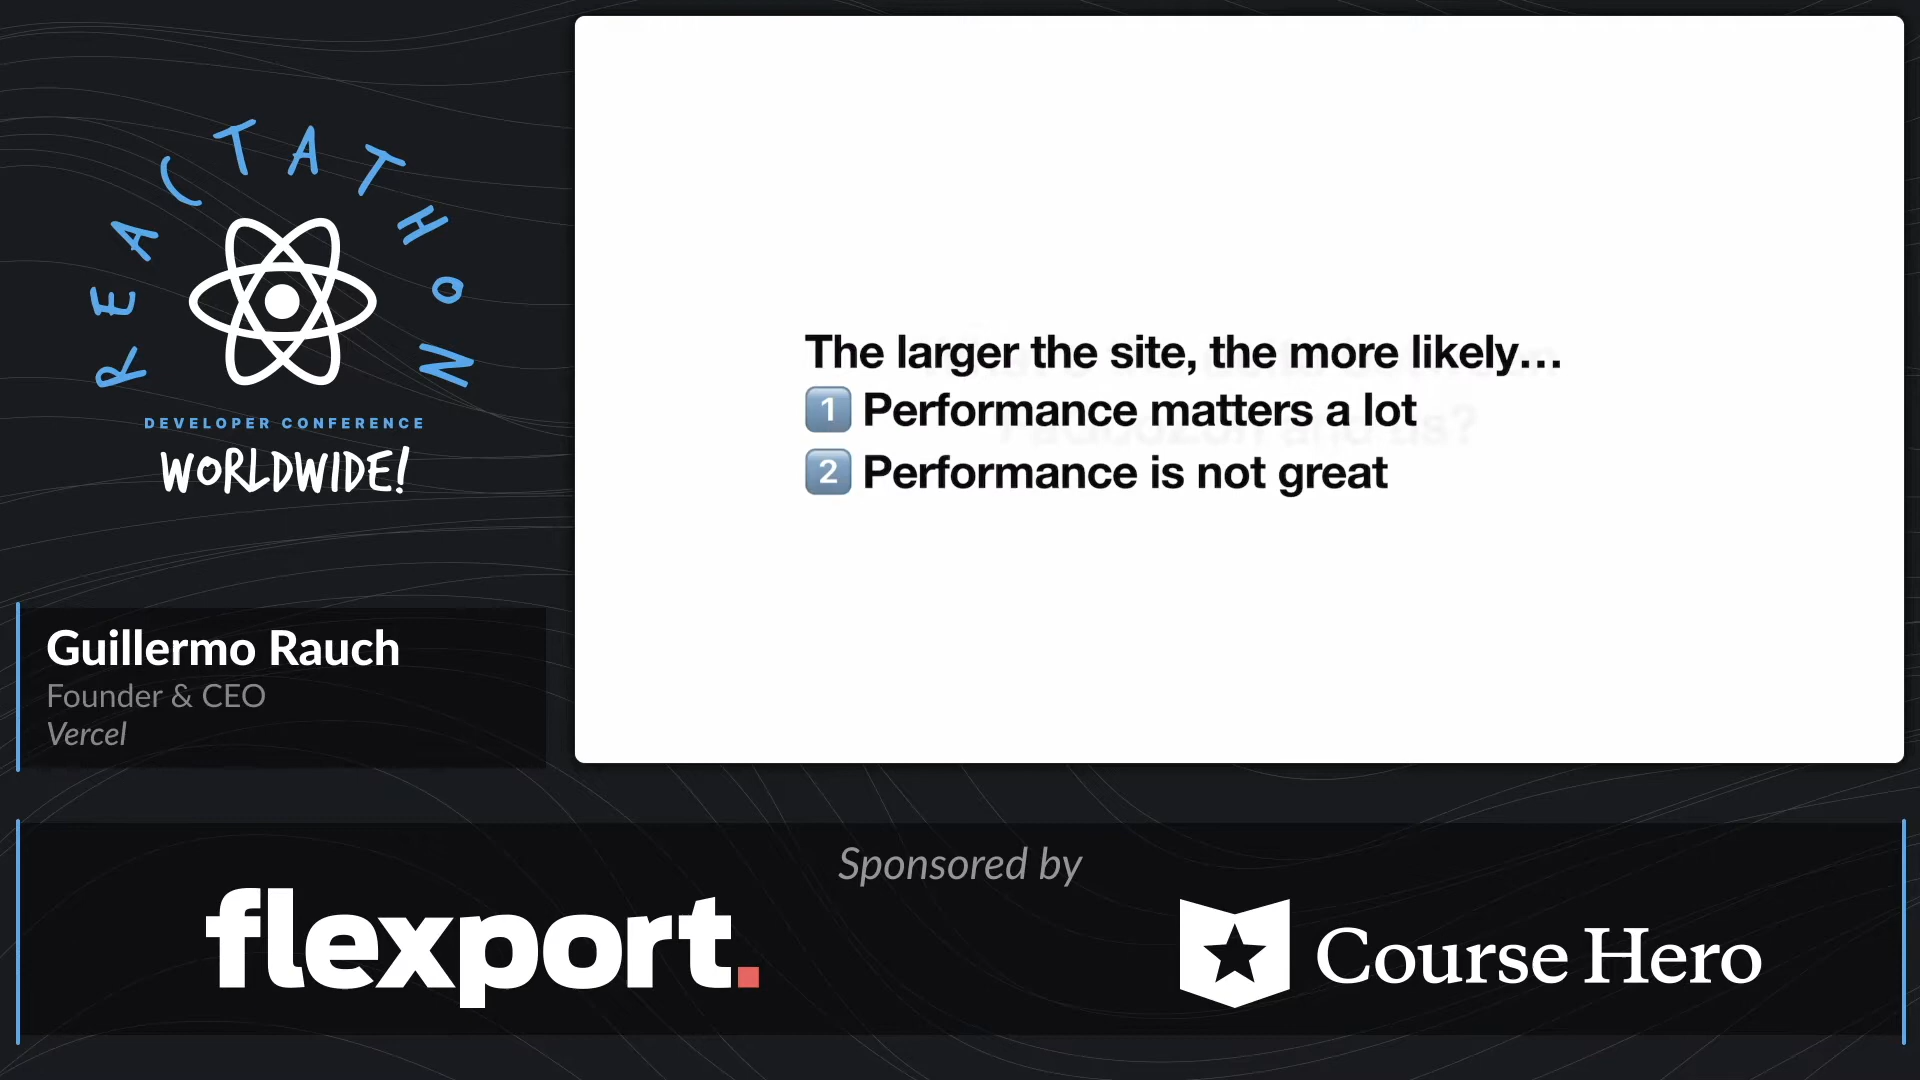 REACTATHON
DEVELOPER CONFERENCE
WORLDWIDE!
The larger the site, the more likely…
1 Performance matters a lot
2 Performance is not great
Guillermo Rauch
Founder & CEO
Vercel
Sponsored by
flexport.
Course Hero